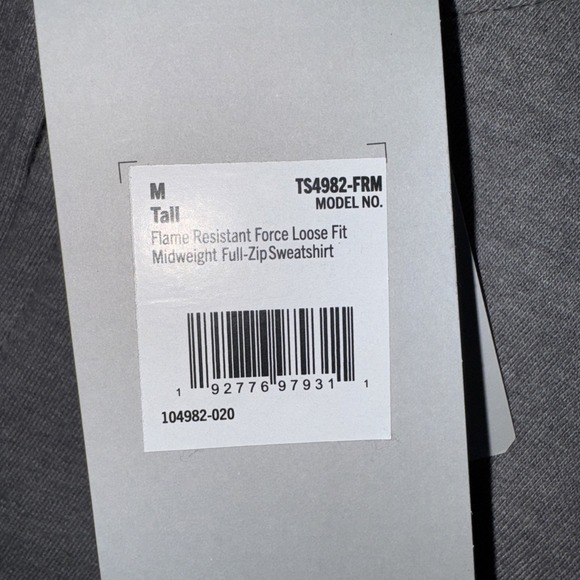 M
TS4982-FRM
MODEL NO.
Tall
Flame Resistant Force Loose Fit
Midweight Full-Zip Sweatshirt
1 92776 97931 1
104982-020